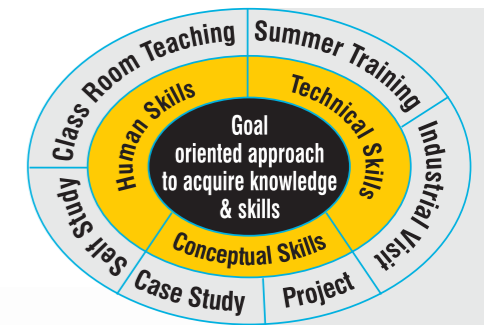 Class Room Teaching
Summer Training
Industrial Visit
Project
Case Study
Self Study
Human Skills
Technical Skills
Conceptual Skills
Goal
oriented approach
to acquire knowledge
& skills